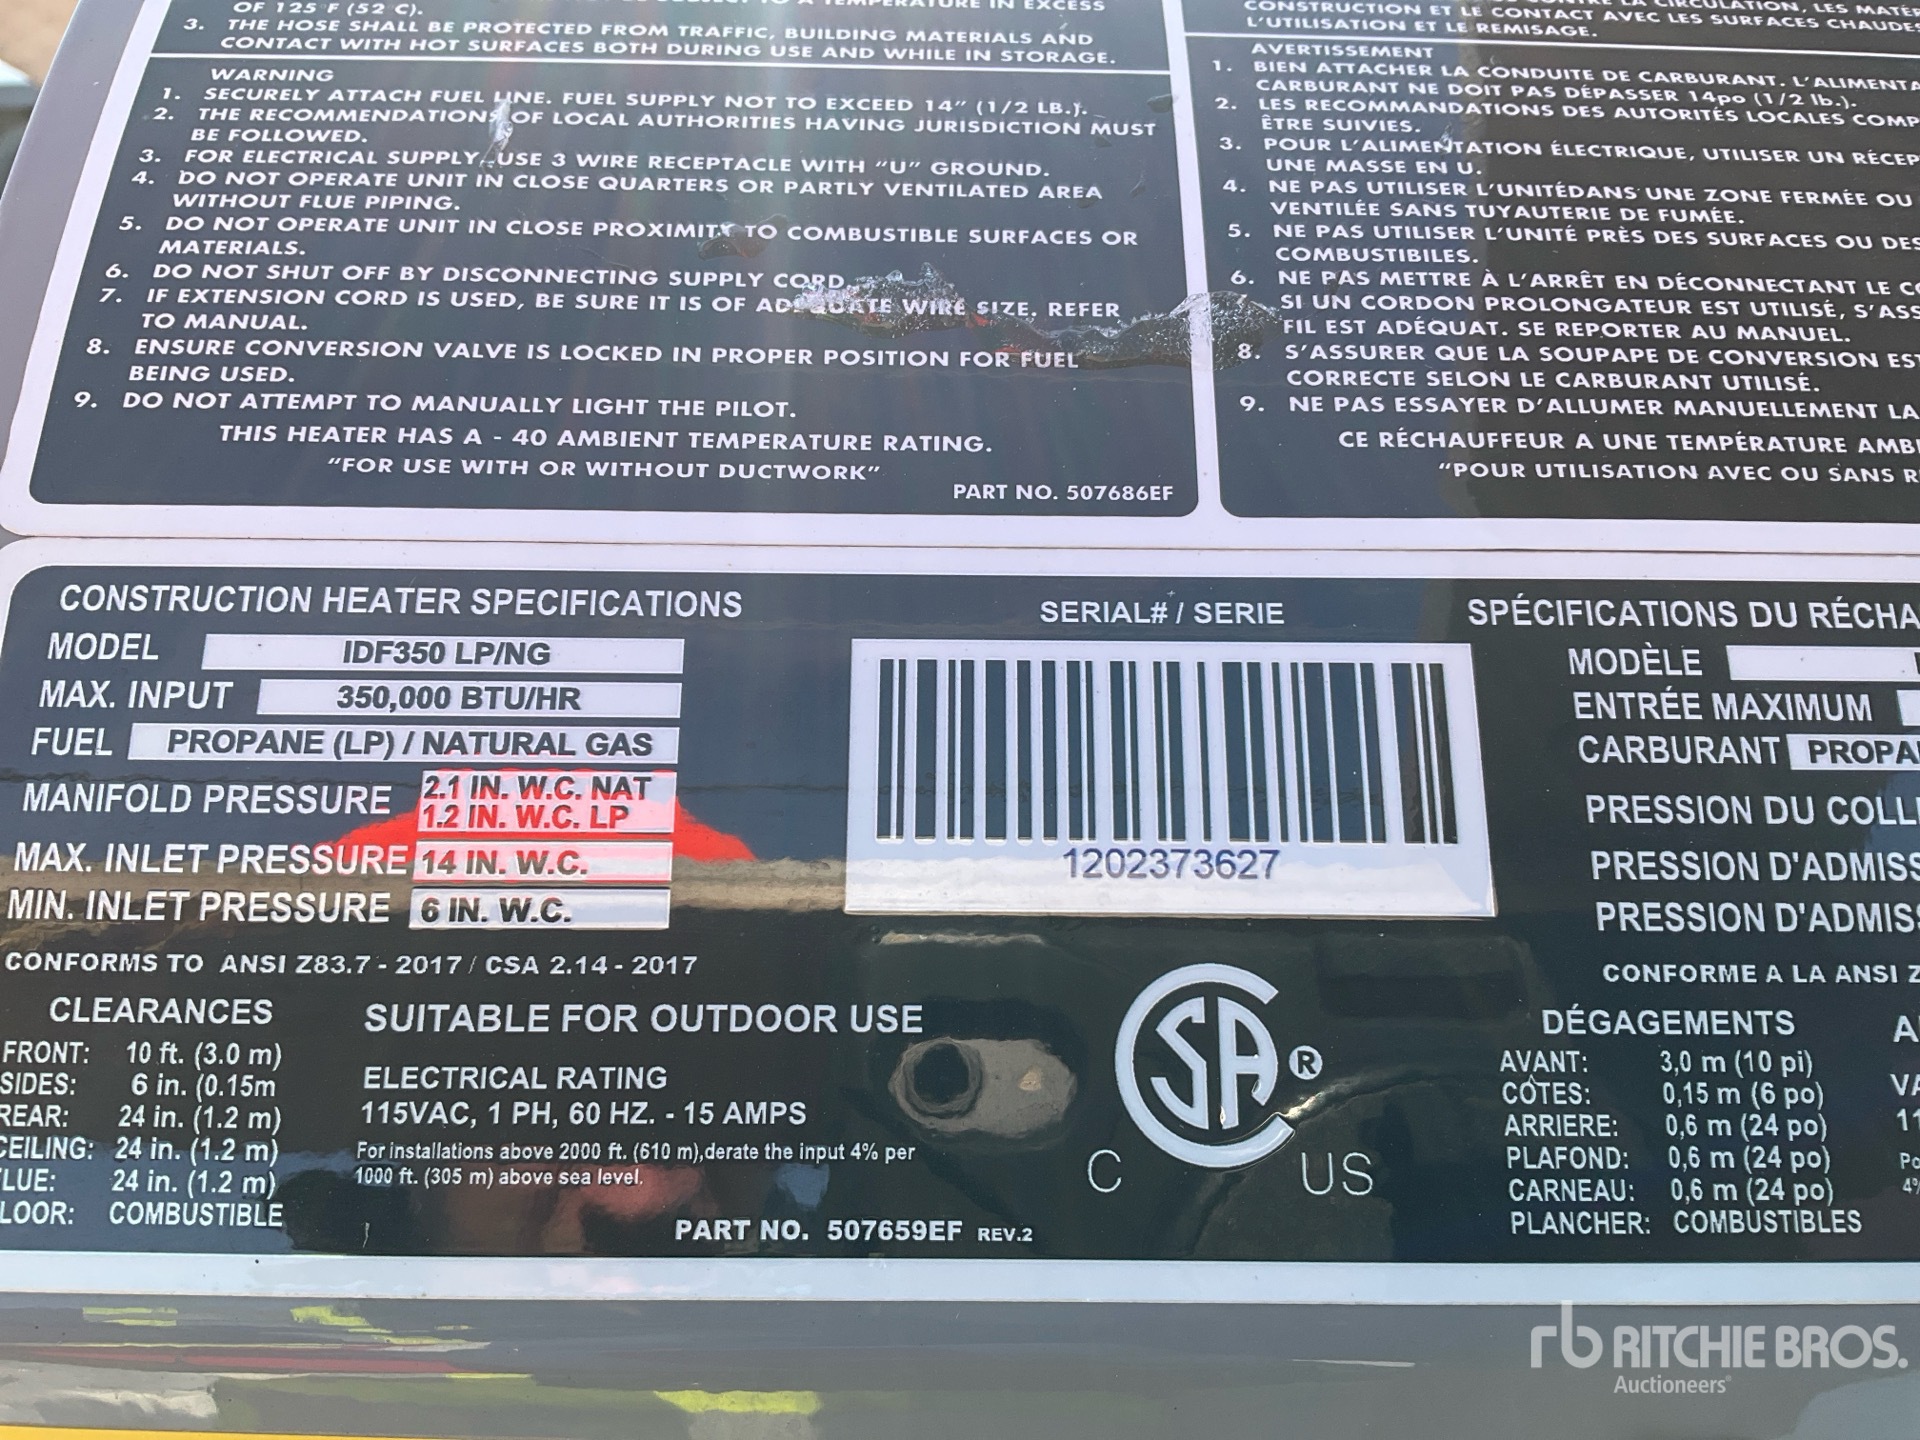 OF 125°F (52 C).
3. THE HOSE SHALL BE PROTECTED FROM TRAFFIC, BUILDING MATERIALS AND
CONTACT WITH HOT SURFACES BOTH DURING USE AND WHILE IN STORAGE.
WARNING
1. SECURELY ATTACH FUEL LINE. FUEL SUPPLY NOT TO EXCEED 14" (1/2 LB.).
2. THE RECOMMENDATIONS OF LOCAL AUTHORITIES HAVING JURISDICTION MUST
BE FOLLOWED.
3. FOR ELECTRICAL SUPPLY, USE 3 WIRE RECEPTACLE WITH "U" GROUND.
4. DO NOT OPERATE UNIT IN CLOSE QUARTERS OR PARTLY VENTILATED AREA
WITHOUT FLUE PIPING.
5. DO NOT OPERATE UNIT IN CLOSE PROXIMITY TO COMBUSTIBLE SURFACES OR
MATERIALS.
6. DO NOT SHUT OFF BY DISCONNECTING SUPPLY CORD.
7. IF EXTENSION CORD IS USED, BE SURE IT IS OF ADEQUATE WIRE SIZE. REFER
TO MANUAL.
8. ENSURE CONVERSION VALVE IS LOCKED IN PROPER POSITION FOR FUEL
BEING USED.
9. DO NOT ATTEMPT TO MANUALLY LIGHT THE PILOT.
THIS HEATER HAS A - 40 AMBIENT TEMPERATURE RATING.
"FOR USE WITH OR WITHOUT DUCTWORK"
PART NO. 507686EF
CONSTRUCTION ET LE CONTACT AVEC LES SURFACES CHAUDES
L'UTILISATION ET LE REMISAGE.
AVERTISSEMENT
1. BIEN ATTACHER LA CONDUITE DE CARBURANT. L'ALIMENTA
CARBURANT NE DOIT PAS DÉPASSER 14po (1/2 lb.).
2. LES RECOMMANDATIONS DES AUTORITÉS LOCALES COMP
ÊTRE SUIVIES.
3. POUR L'ALIMENTATION ÉLECTRIQUE, UTILISER UN RÉCEP
UNE MASSE EN U.
4. NE PAS UTILISER L'UNITÉDANS UNE ZONE FERMÉE OU
VENTILÉE SANS TUYAUTERIE DE FUMÉE.
5. NE PAS UTILISER L'UNITÉ PRÈS DES SURFACES OU DES
COMBUSTIBILES.
6. NE PAS METTRE À L'ARRÊT EN DÉCONNECTANT LE CO
SI UN CORDON PROLONGATEUR EST UTILISÉ, S'ASS
FIL EST ADÉQUAT. SE REPORTER AU MANUEL.
8. S'ASSURER QUE LA SOUPAPE DE CONVERSION EST
CORRECTE SELON LE CARBURANT UTILISÉ.
9. NE PAS ESSAYER D'ALLUMER MANUELLEMENT LA
CE RÉCHAUFFEUR A UNE TEMPÉRATURE AMBI
"POUR UTILISATION AVEC OU SANS R
CONSTRUCTION HEATER SPECIFICATIONS
MODEL IDF350 LP/NG
MAX. INPUT 350,000 BTU/HR
FUEL PROPANE (LP) / NATURAL GAS
MANIFOLD PRESSURE 2.1 IN. W.C. NAT
1.2 IN. W.C. LP
MAX. INLET PRESSURE 14 IN. W.C.
MIN. INLET PRESSURE 6 IN. W.C.
CONFORMS TO ANSI Z83.7 - 2017 / CSA 2.14 - 2017
CLEARANCES
FRONT: 10 ft. (3.0 m)
SIDES: 6 in. (0.15m
REAR: 24 in. (1.2 m)
CEILING: 24 in. (1.2 m)
LUE: 24 in. (1.2 m)
LOOR: COMBUSTIBLE
SUITABLE FOR OUTDOOR USE
ELECTRICAL RATING
115VAC, 1 PH, 60 HZ. - 15 AMPS
For installations above 2000 ft. (610 m),derate the input 4% per
1000 ft. (305 m) above sea level.
PART NO. 507659EF REV.2
SERIAL# / SERIE
1202373627
CSA ®
C US
SPÉCIFICATIONS DU RÉCHA
MODÈLE
ENTRÉE MAXIMUM
CARBURANT PROPA
PRESSION DU COLL
PRESSION D'ADMISS
PRESSION D'ADMISS
CONFORME A LA ANSI Z
DÉGAGEMENTS
AVANT: 3,0 m (10 pi)
CÔTES: 0,15 m (6 po)
ARRIERE: 0,6 m (24 po)
PLAFOND: 0,6 m (24 po)
CARNEAU: 0,6 m (24 po)
PLANCHER: COMBUSTIBLES
rb RITCHIE BROS.
Auctioneers